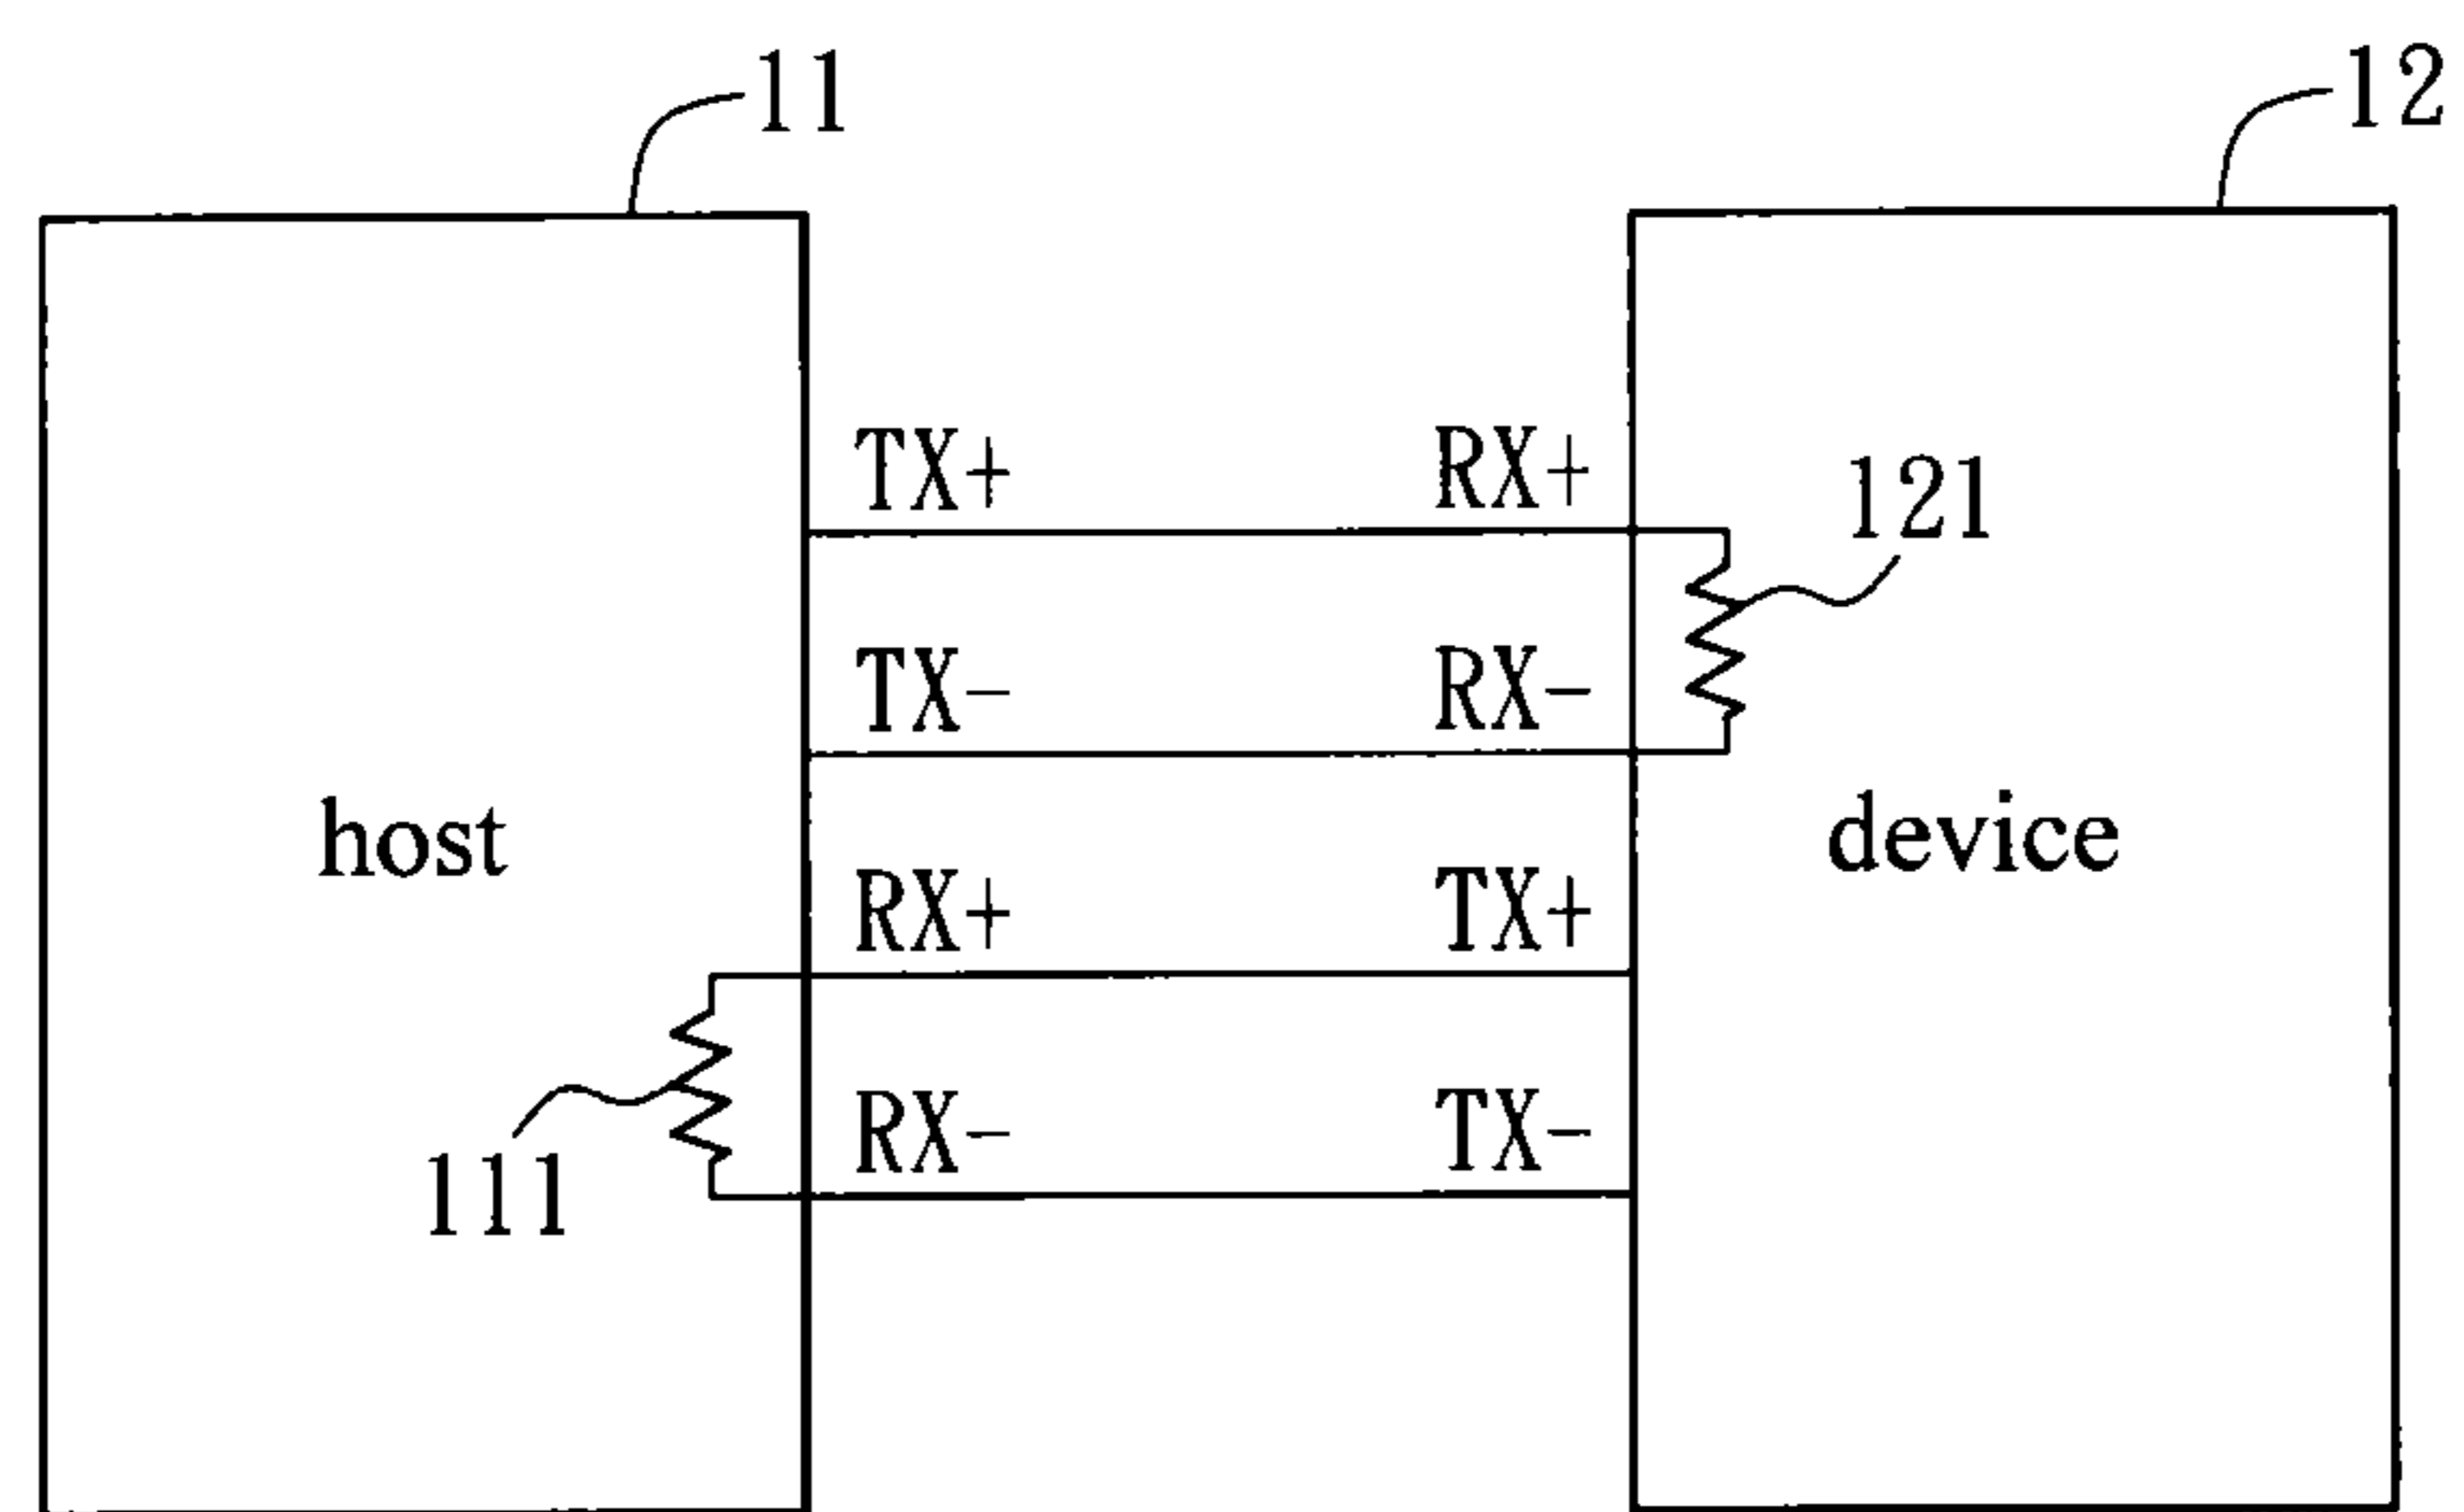 11 12
TX+ RX+
121
TX- RX-
host device
RX+ TX+
RX- TX-
111